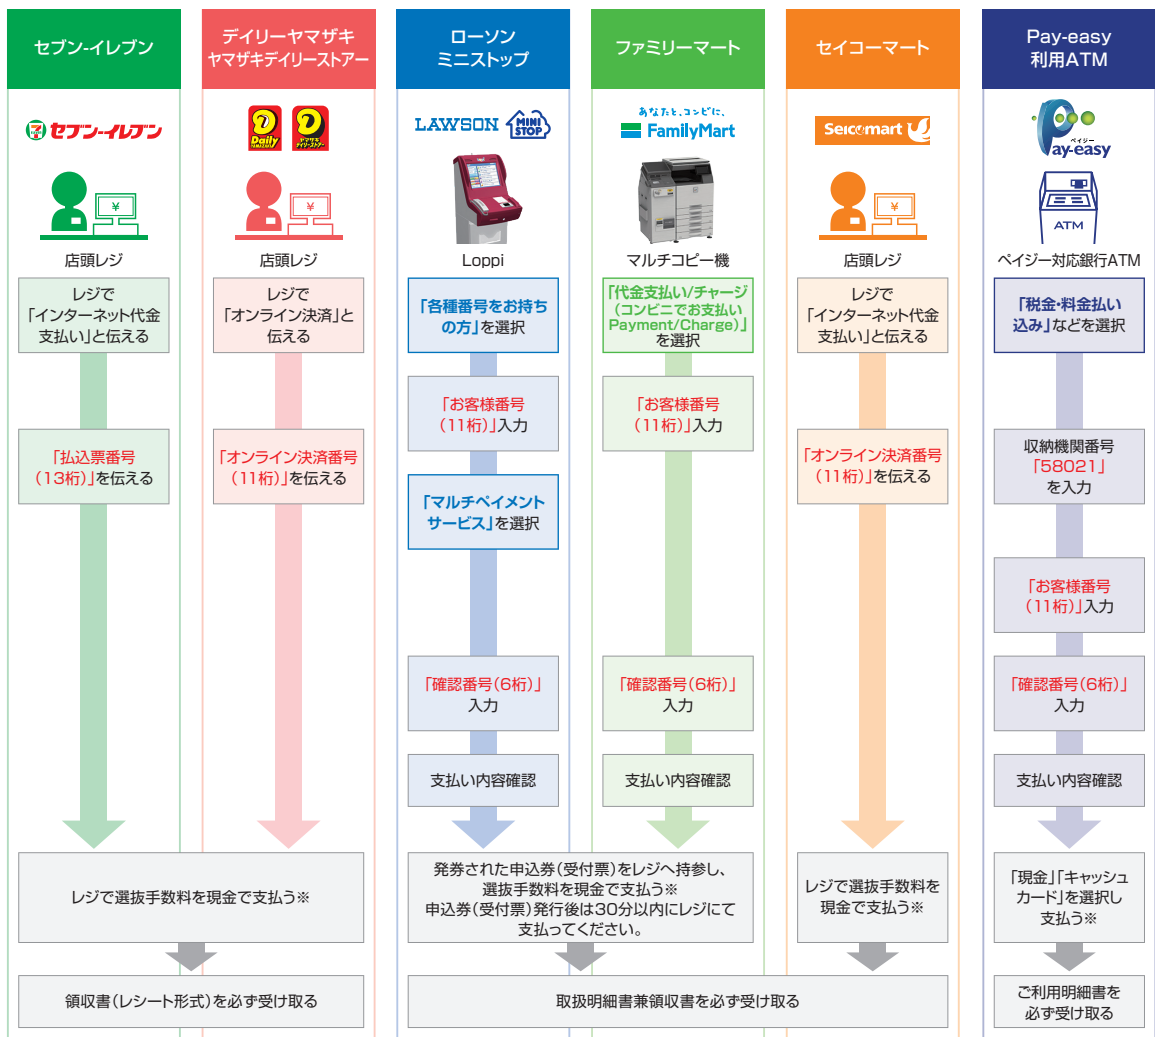 セブン-イレブン
セブン-イレブン
¥
店頭レジ
レジで
「インターネット代金
支払い」と伝える
「払込票番号
(13桁)」を伝える
デイリーヤマザキ
ヤマザキデイリーストアー
Daily
YAMAZAKI
ヤマザキ
デイリーストアー
¥
店頭レジ
レジで
「オンライン決済」と
伝える
「オンライン決済番号
(11桁)」を伝える
レジで選抜手数料を現金で支払う※
領収書(レシート形式)を必ず受け取る
ローソン
ミニストップ
LAWSON
MINI
STOP
Loppi
「各種番号をお持ち
の方」を選択
「お客様番号
(11桁)」入力
「マルチペイメント
サービス」を選択
「確認番号(6桁)」
入力
支払い内容確認
ファミリーマート
あなたと、コンビに、
FamilyMart
マルチコピー機
「代金支払い/チャージ
(コンビニでお支払い
Payment/Charge)」
を選択
「お客様番号
(11桁)」入力
「確認番号(6桁)」
入力
支払い内容確認
発券された申込券(受付票)をレジへ持参し、
選抜手数料を現金で支払う※
申込券(受付票)発行後は30分以内にレジにて
支払ってください。
セイコーマート
Seicomart
¥
店頭レジ
レジで
「インターネット代金
支払い」と伝える
「オンライン決済番号
(11桁)」を伝える
レジで選抜手数料を
現金で支払う※
取扱明細書兼領収書を必ず受け取る
Pay-easy
利用ATM
ペイジー
Pay-easy
ATM
ペイジー対応銀行ATM
「税金・料金払い
込み」などを選択
収納機関番号
「58021」
を入力
「お客様番号
(11桁)」入力
「確認番号(6桁)」
入力
支払い内容確認
「現金」「キャッシュ
カード」を選択し
支払う※
ご利用明細書を
必ず受け取る